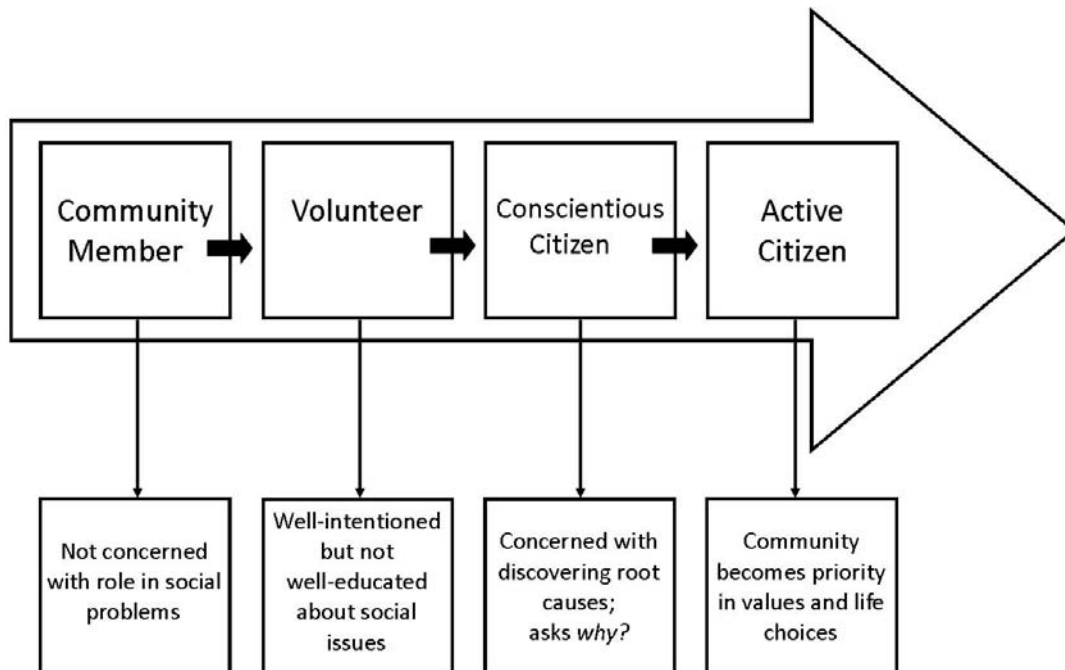 Community
Member
Volunteer
Conscientious
Citizen
Active
Citizen
Not concerned
with role in social
problems
Well-intentioned
but not
well-educated
about social
issues
Concerned with
discovering root
causes;
asks why?
Community
becomes priority
in values and life
choices